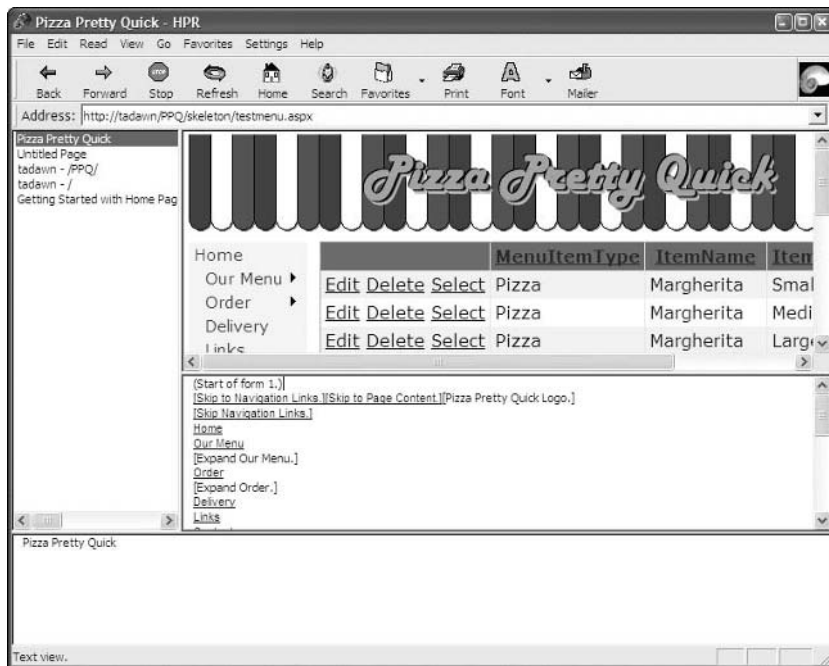 Pizza Pretty Quick - HPR
File Edit Read View Go Favorites Settings Help
Back Forward Stop Refresh Home Search Favorites Print Font Mailer
Address: http://tadawn/PPQ/skeleton/testmenu.aspx
Pizza Pretty Quick
Untitled Page
tadawn - /PPQ/
tadawn - /
Getting Started with Home Pag
Pizza Pretty Quick
Home
Our Menu
Order
Delivery
Links
MenuItemType ItemName Item
Edit Delete Select Pizza Margherita Smal
Edit Delete Select Pizza Margherita Medi
Edit Delete Select Pizza Margherita Large
(Start of form 1.)
[Skip to Navigation Links.][Skip to Page Content.][Pizza Pretty Quick Logo.]
[Skip Navigation Links.]
Home
Our Menu
[Expand Our Menu.]
Order
[Expand Order.]
Delivery
Links
Pizza Pretty Quick
Text view.